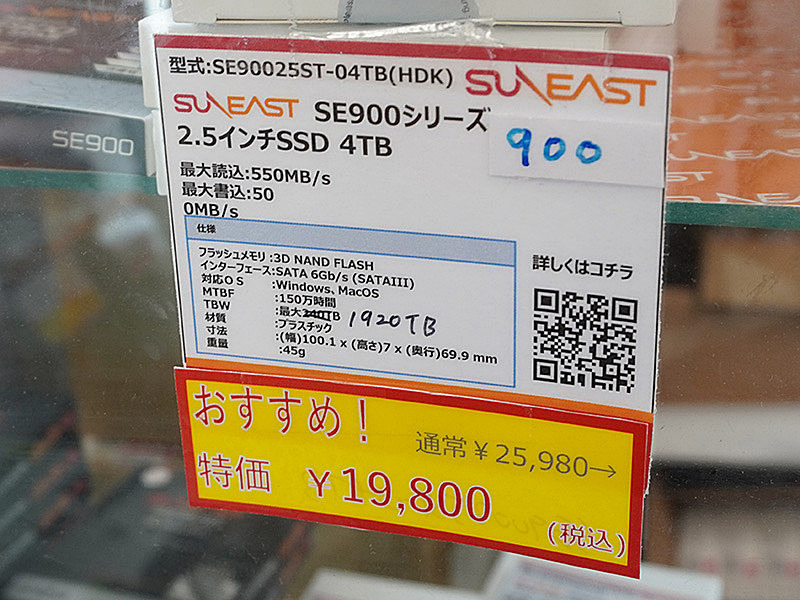 型式:SE90025ST-04TB(HDK) SUNEAST
SUNEAST SE900シリーズ
2.5インチSSD 4TB
900
最大読込:550MB/s
最大書込:50
0MB/s
仕様
フラッシュメモリ:3D NAND FLASH
インターフェース:SATA 6Gb/s (SATAIII)
対応OS :Windows、MacOS
MTBF :150万時間
TBW :最大240TB 1920TB
材質 :プラスチック
寸法 :(幅)100.1 x (高さ)7 x (奥行)69.9 mm
重量 :45g
詳しくはコチラ
おすすめ!
通常¥25,980→
特価 ¥19,800
(税込)
SE900